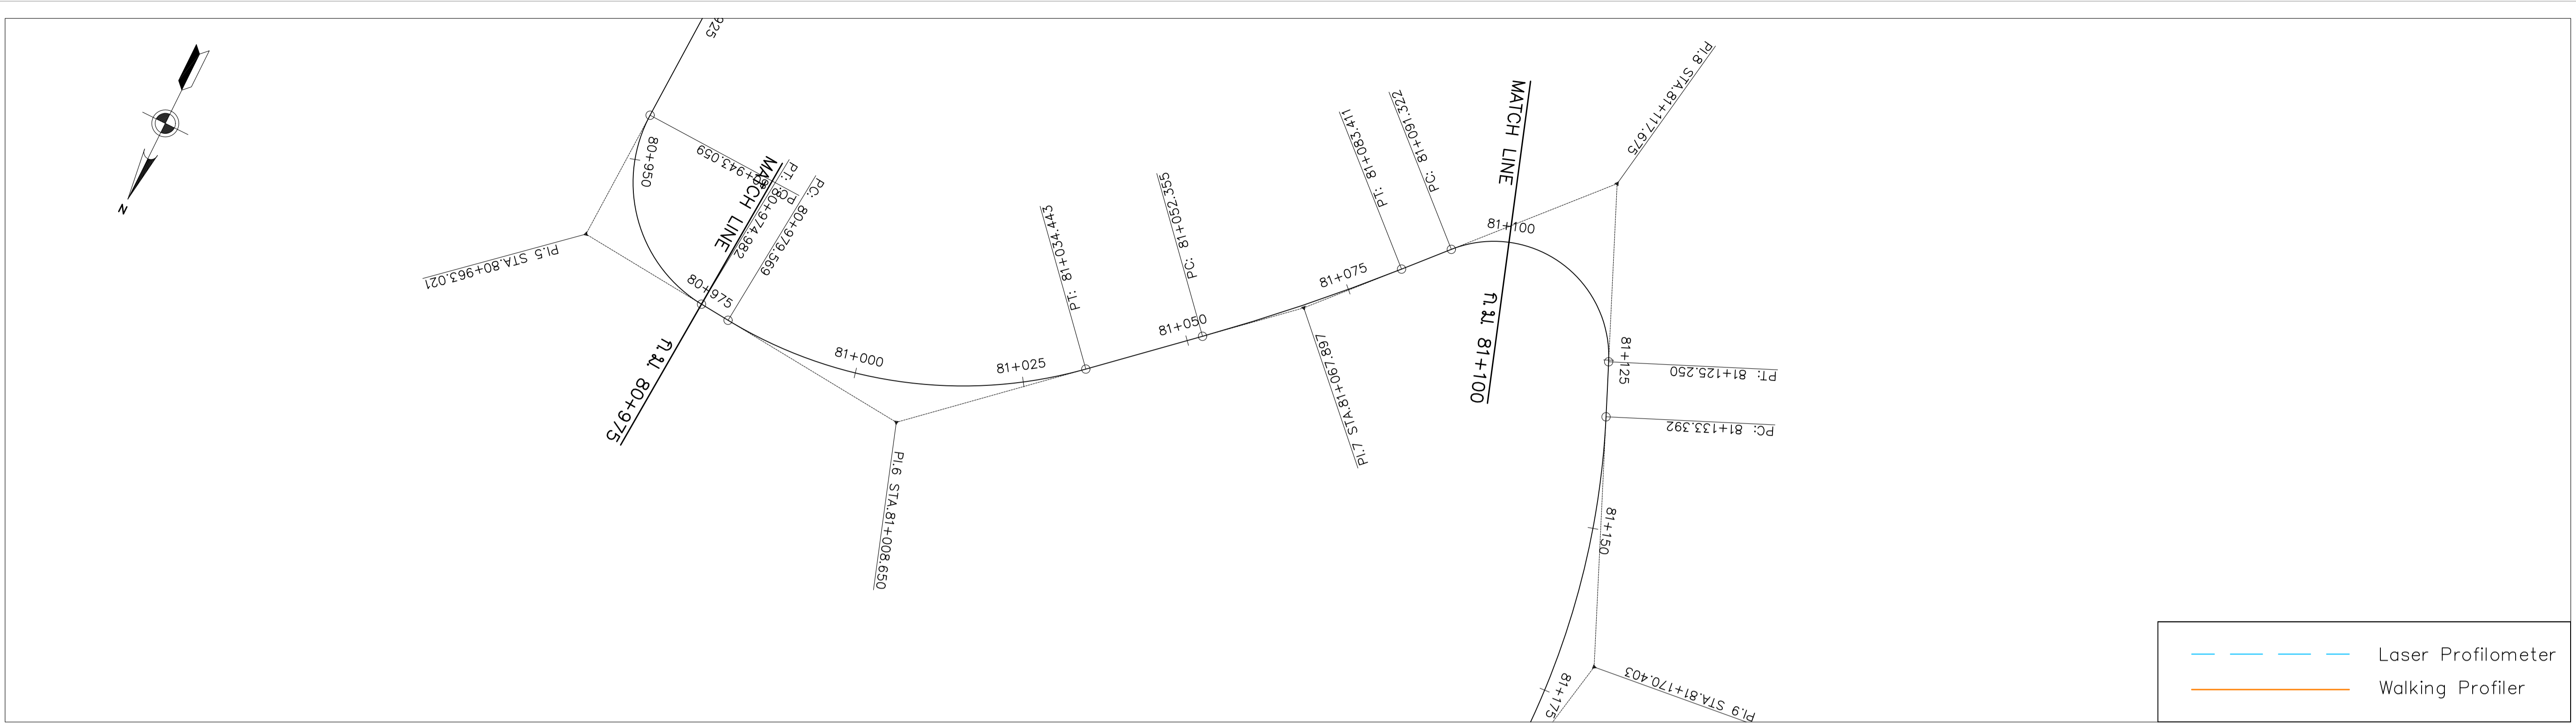 925
80+950
PC: 80+943.059
MATCH LINE
PT: 80+974.982
PC: 80+979.569
PI.5 STA.80+963.021
80+975
ก.ม. 80+975
N
81+000
81+025
PI.6 STA.81+008.650
PT: 81+034.443
PC: 81+052.355
81+050
81+075
PI.7 STA.81+067.897
PT: 81+083.411
PC: 81+091.322
MATCH LINE
81+100
ก.ม. 81+100
PI.8 STA.81+117.675
81+125
PT: 81+125.250
PC: 81+133.392
81+150
81+175
PI.9 STA.81+170.403
Laser Profilometer
Walking Profiler